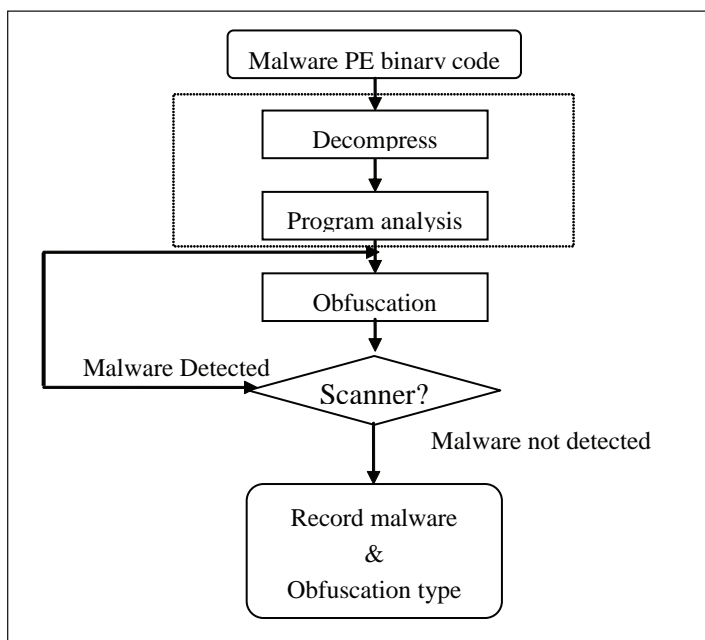 Malware PE binary code
Decompress
Program analysis
Obfuscation
Malware Detected
Scanner?
Malware not detected
Record malware
&
Obfuscation type